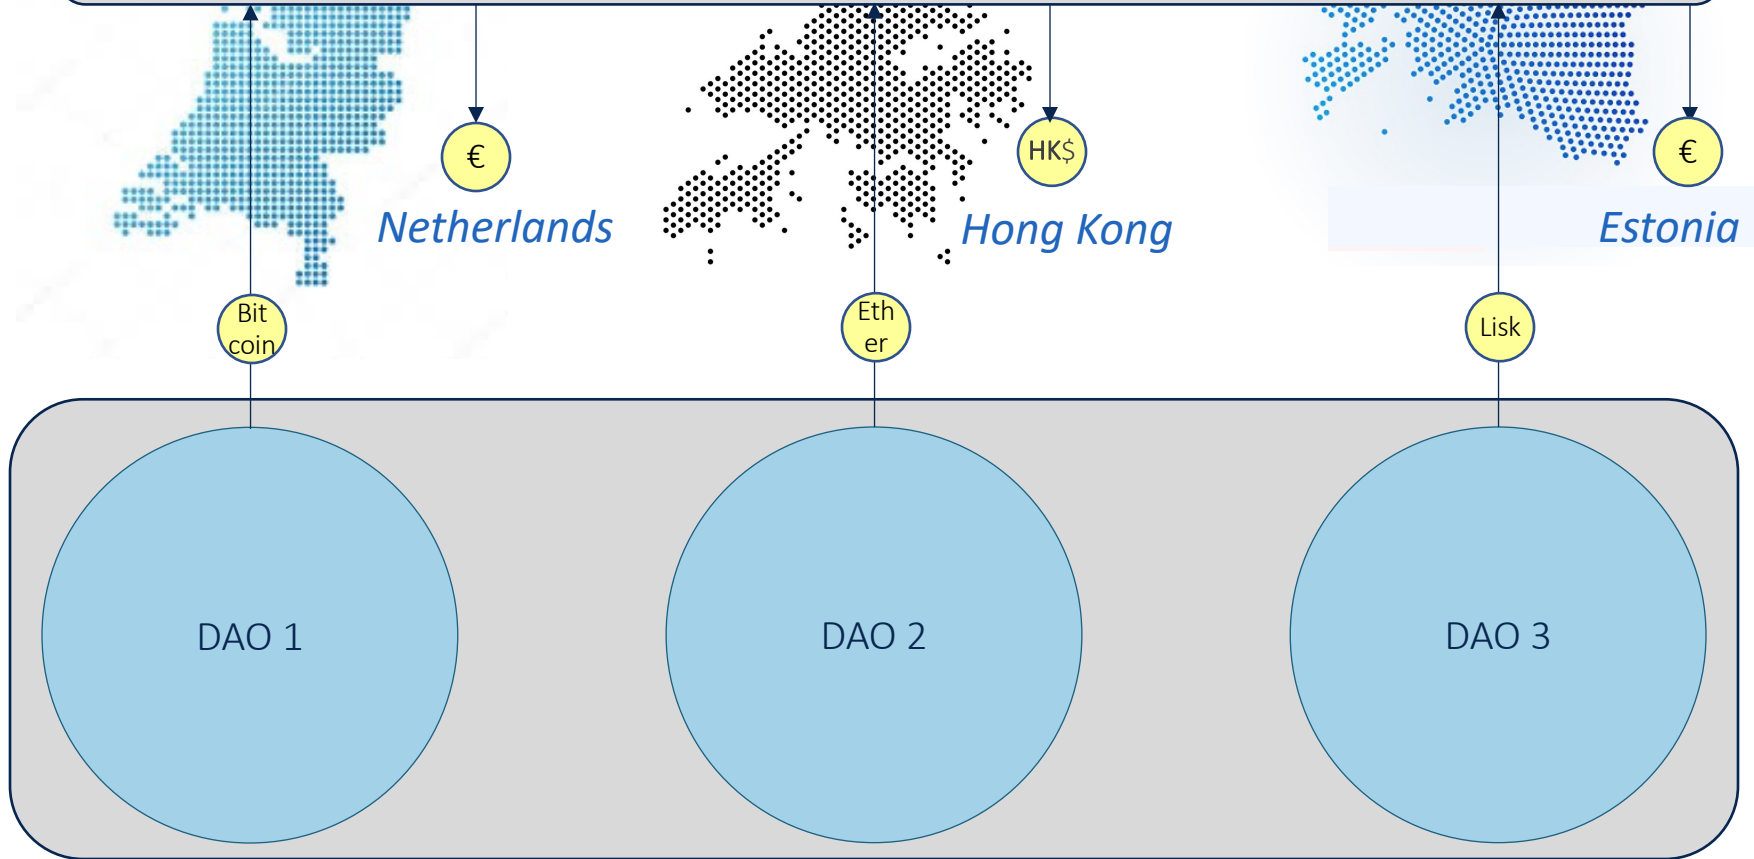 €
HK$
€
Netherlands
Hong Kong
Estonia
Bit
coin
Eth
er
Lisk
DAO 1
DAO 2
DAO 3